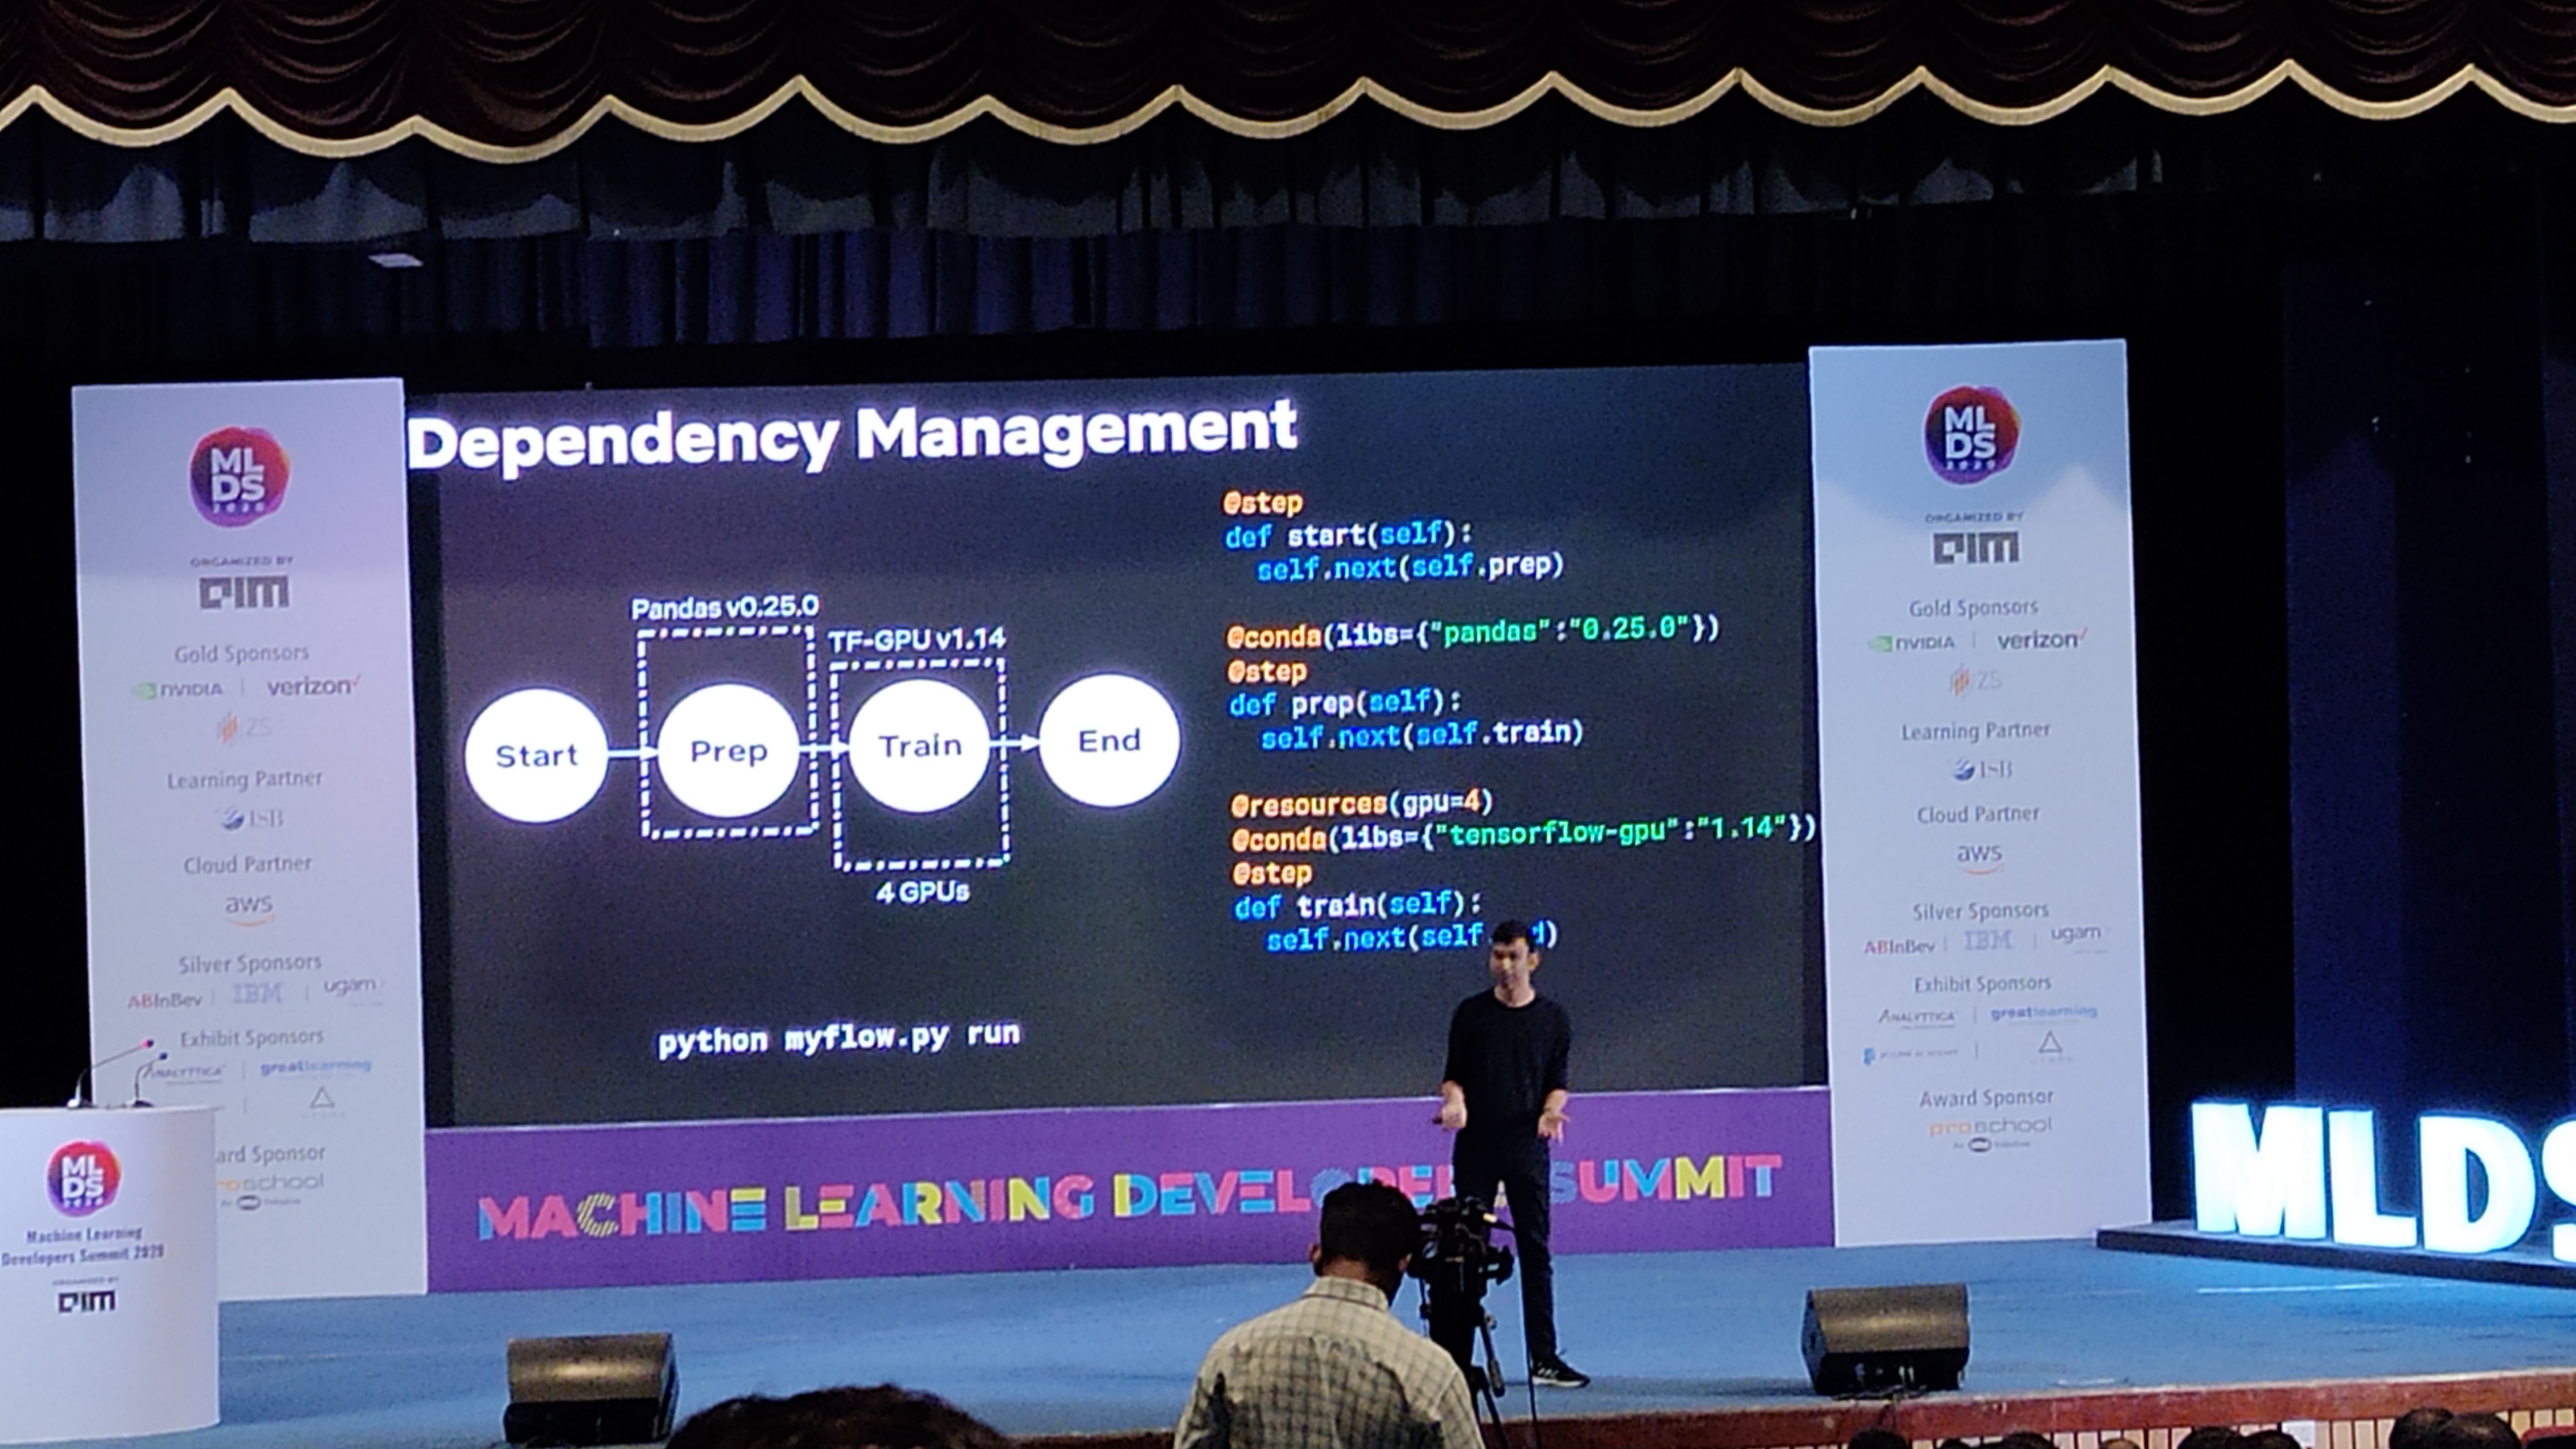 Dependency Management
Pandas v0.25.0
TF-GPU v1.14
Start
Prep
Train
End
4 GPUs
python myflow.py run
@step
def start(self):
self.next(self.prep)
@conda(libs={"pandas":"0.25.0"})
@step
def prep(self):
self.next(self.train)
@resources(gpu=4)
@conda(libs={"tensorflow-gpu":"1.14"})
@step
def train(self):
self.next(self
MACHINE LEARNING SUMMIT
ML
DS
2020
ORGANIZED BY
AIM
Gold Sponsors
NVIDIA verizon
ZS
Learning Partner
ISB
Cloud Partner
aws
Silver Sponsors
ABInBev IBM ugam
Exhibit Sponsors
ANALYTTICA greatlearning
Sponsor
school
ML
DS
2020
Machine Learning
Developers Summit 2020
ORGANIZED BY
AIM
ML
DS
2020
ORGANIZED BY
AIM
Gold Sponsors
NVIDIA verizon
ZS
Learning Partner
ISB
Cloud Partner
aws
Silver Sponsors
ABInBev IBM ugam
Exhibit Sponsors
ANALYTTICA greatlearning
Award Sponsor
proschool
MLDS